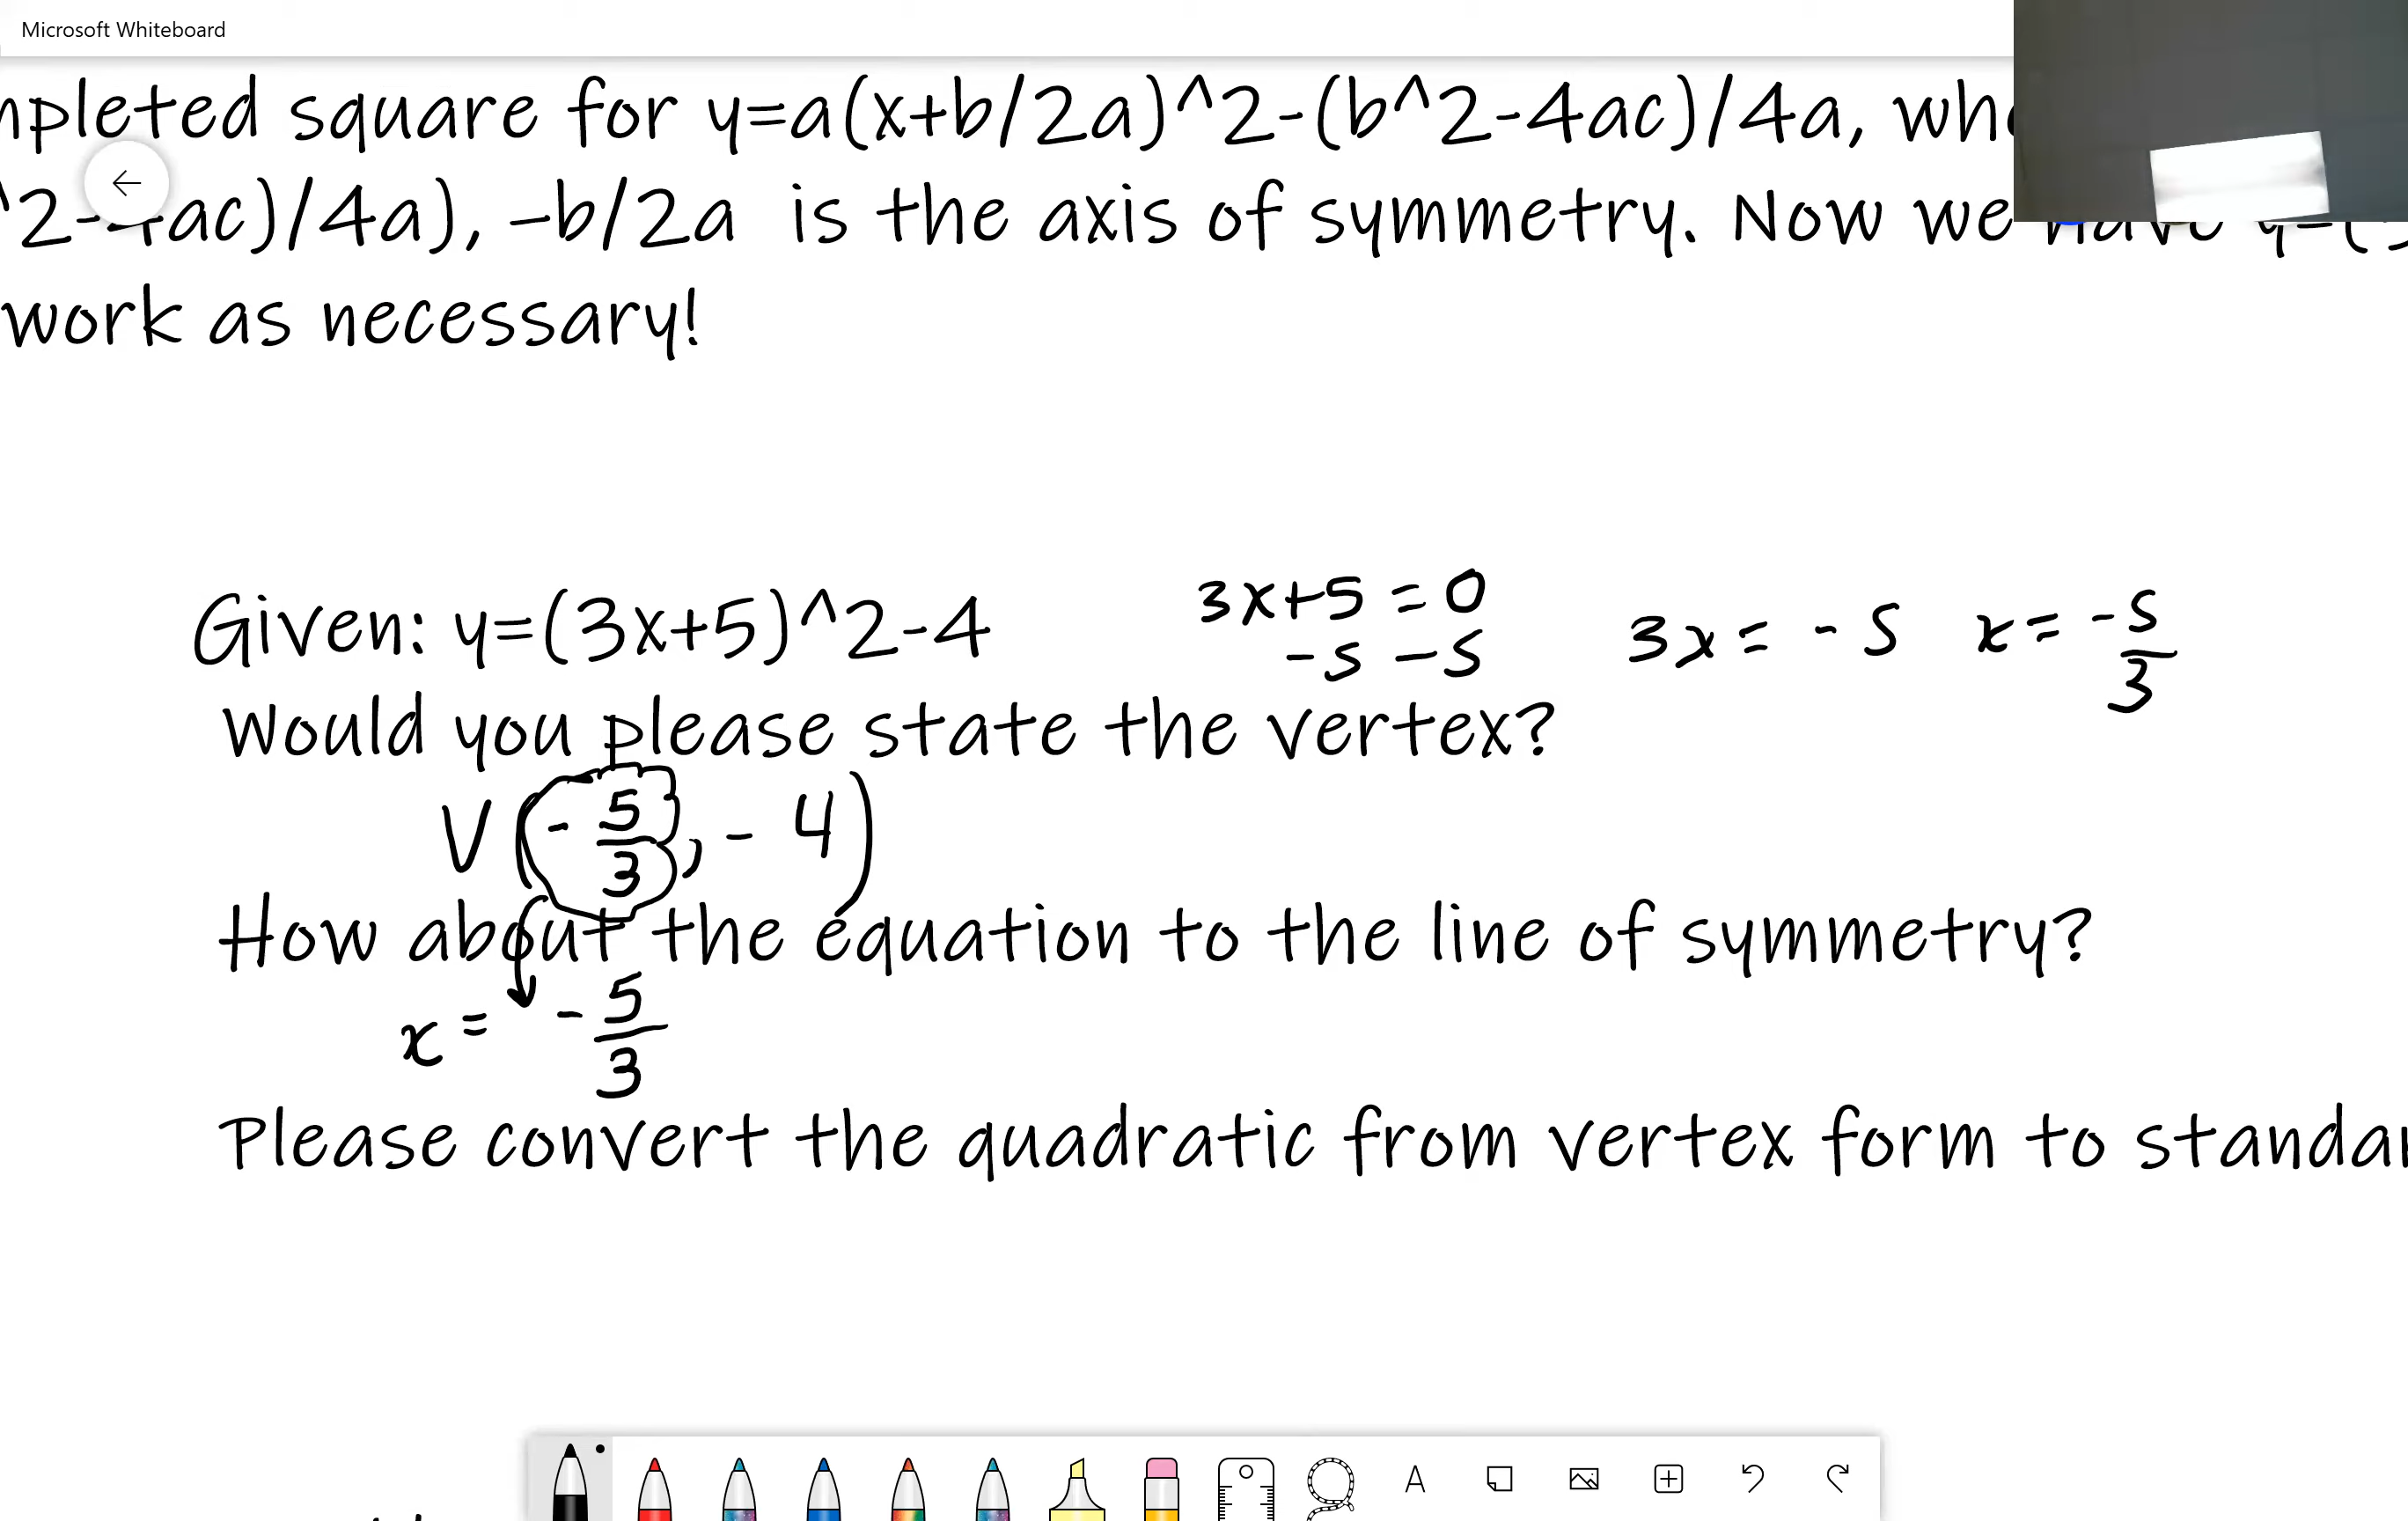 Microsoft Whiteboard
mpleted square for y=a(x+b/2a)^2-(b^2-4ac)/4a,
^2-4ac)/4a), -b/2a is the axis of symmetry. Now we have
work as necessary!
Given: y=(3x+5)^2-4
3x+5=0
-5 -5
3x = -5
x = -5/3
Would you please state the vertex?
V(-5/3, -4)
How about the equation to the line of symmetry?
x = -5/3
Please convert the quadratic from vertex form to